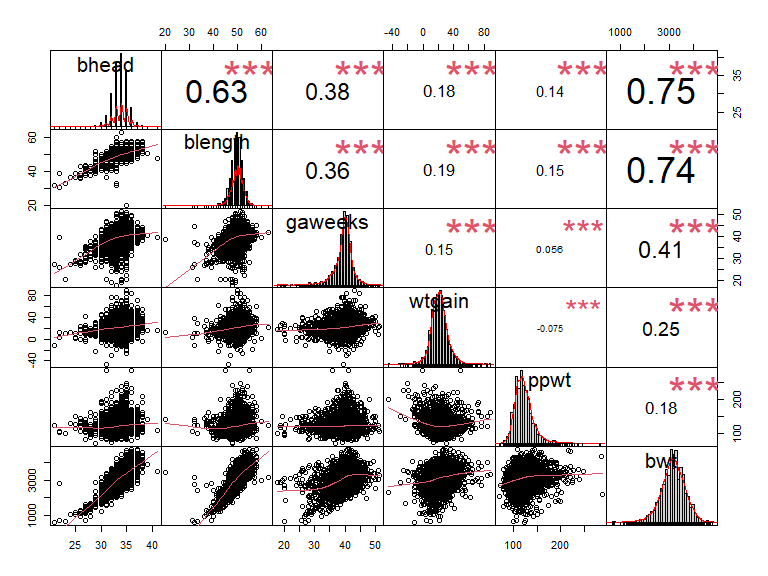 20 30 40 50 60 -40 0 20 40 60 80 1000 3000
bhead 0.63 *** 0.38 *** 0.18 *** 0.14 *** 0.75 *** 25 35
20 40 60 blength 0.36 *** 0.19 *** 0.15 *** 0.74 ***
gaweeks 0.15 *** 0.056 *** 0.41 *** 20 30 40 50
-40 0 40 80 wtgain -0.075 *** 0.25 ***
ppwt 0.18 *** 100 200
1000 3000 bwt
25 30 35 40 20 30 40 50 100 200